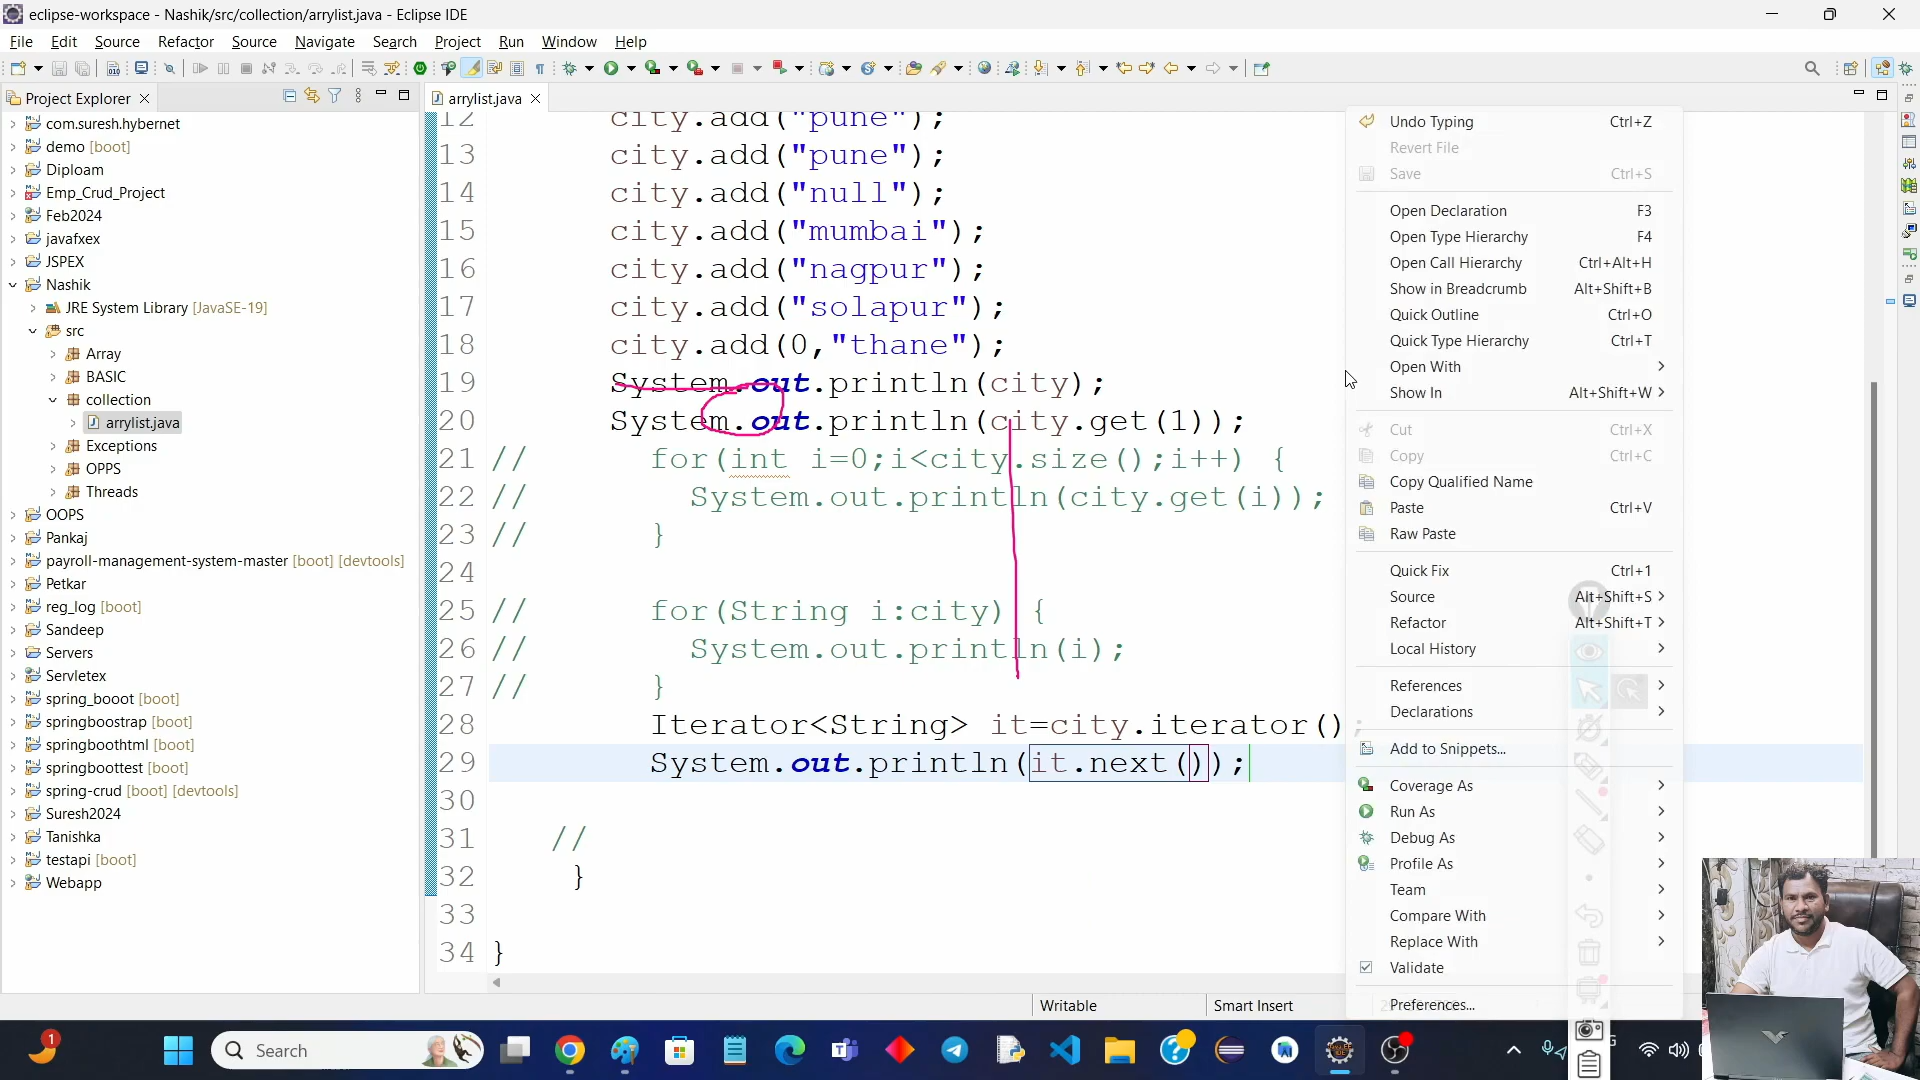 eclipse-workspace - Nashik/src/collection/arrylist.java - Eclipse IDE
File Edit Source Refactor Source Navigate Search Project Run Window Help
Project Explorer
arrylist.java
com.suresh.hybernet
demo [boot]
Diploam
Emp_Crud_Project
Feb2024
javafxex
JSPEX
Nashik
JRE System Library [JavaSE-19]
src
Array
BASIC
collection
arrylist.java
Exceptions
OPPS
Threads
OOPS
Pankaj
payroll-management-system-master [boot] [devtools]
Petkar
reg_log [boot]
Sandeep
Servers
Servletex
spring_booot [boot]
springboostrap [boot]
springboothtml [boot]
springboottest [boot]
spring-crud [boot] [devtools]
Suresh2024
Tanishka
testapi [boot]
Webapp
12 city.add("pune");
13 city.add("pune");
14 city.add("null");
15 city.add("mumbai");
16 city.add("nagpur");
17 city.add("solapur");
18 city.add(0,"thane");
19 System.out.println(city);
20 System.out.println(city.get(1));
21 // for(int i=0;i<city.size();i++) {
22 // System.out.println(city.get(i));
23 // }
24
25 // for(String i:city) {
26 // System.out.println(i);
27 // }
28 Iterator<String> it=city.iterator();
29 System.out.println(it.next());
30
31 //
32 }
33
34 }
Undo Typing Ctrl+Z
Revert File
Save Ctrl+S
Open Declaration F3
Open Type Hierarchy F4
Open Call Hierarchy Ctrl+Alt+H
Show in Breadcrumb Alt+Shift+B
Quick Outline Ctrl+O
Quick Type Hierarchy Ctrl+T
Open With
Show In Alt+Shift+W
Cut Ctrl+X
Copy Ctrl+C
Copy Qualified Name
Paste Ctrl+V
Raw Paste
Quick Fix Ctrl+1
Source Alt+Shift+S
Refactor Alt+Shift+T
Local History
References
Declarations
Add to Snippets...
Coverage As
Run As
Debug As
Profile As
Team
Compare With
Replace With
Validate
Preferences...
Writable Smart Insert
1 Search